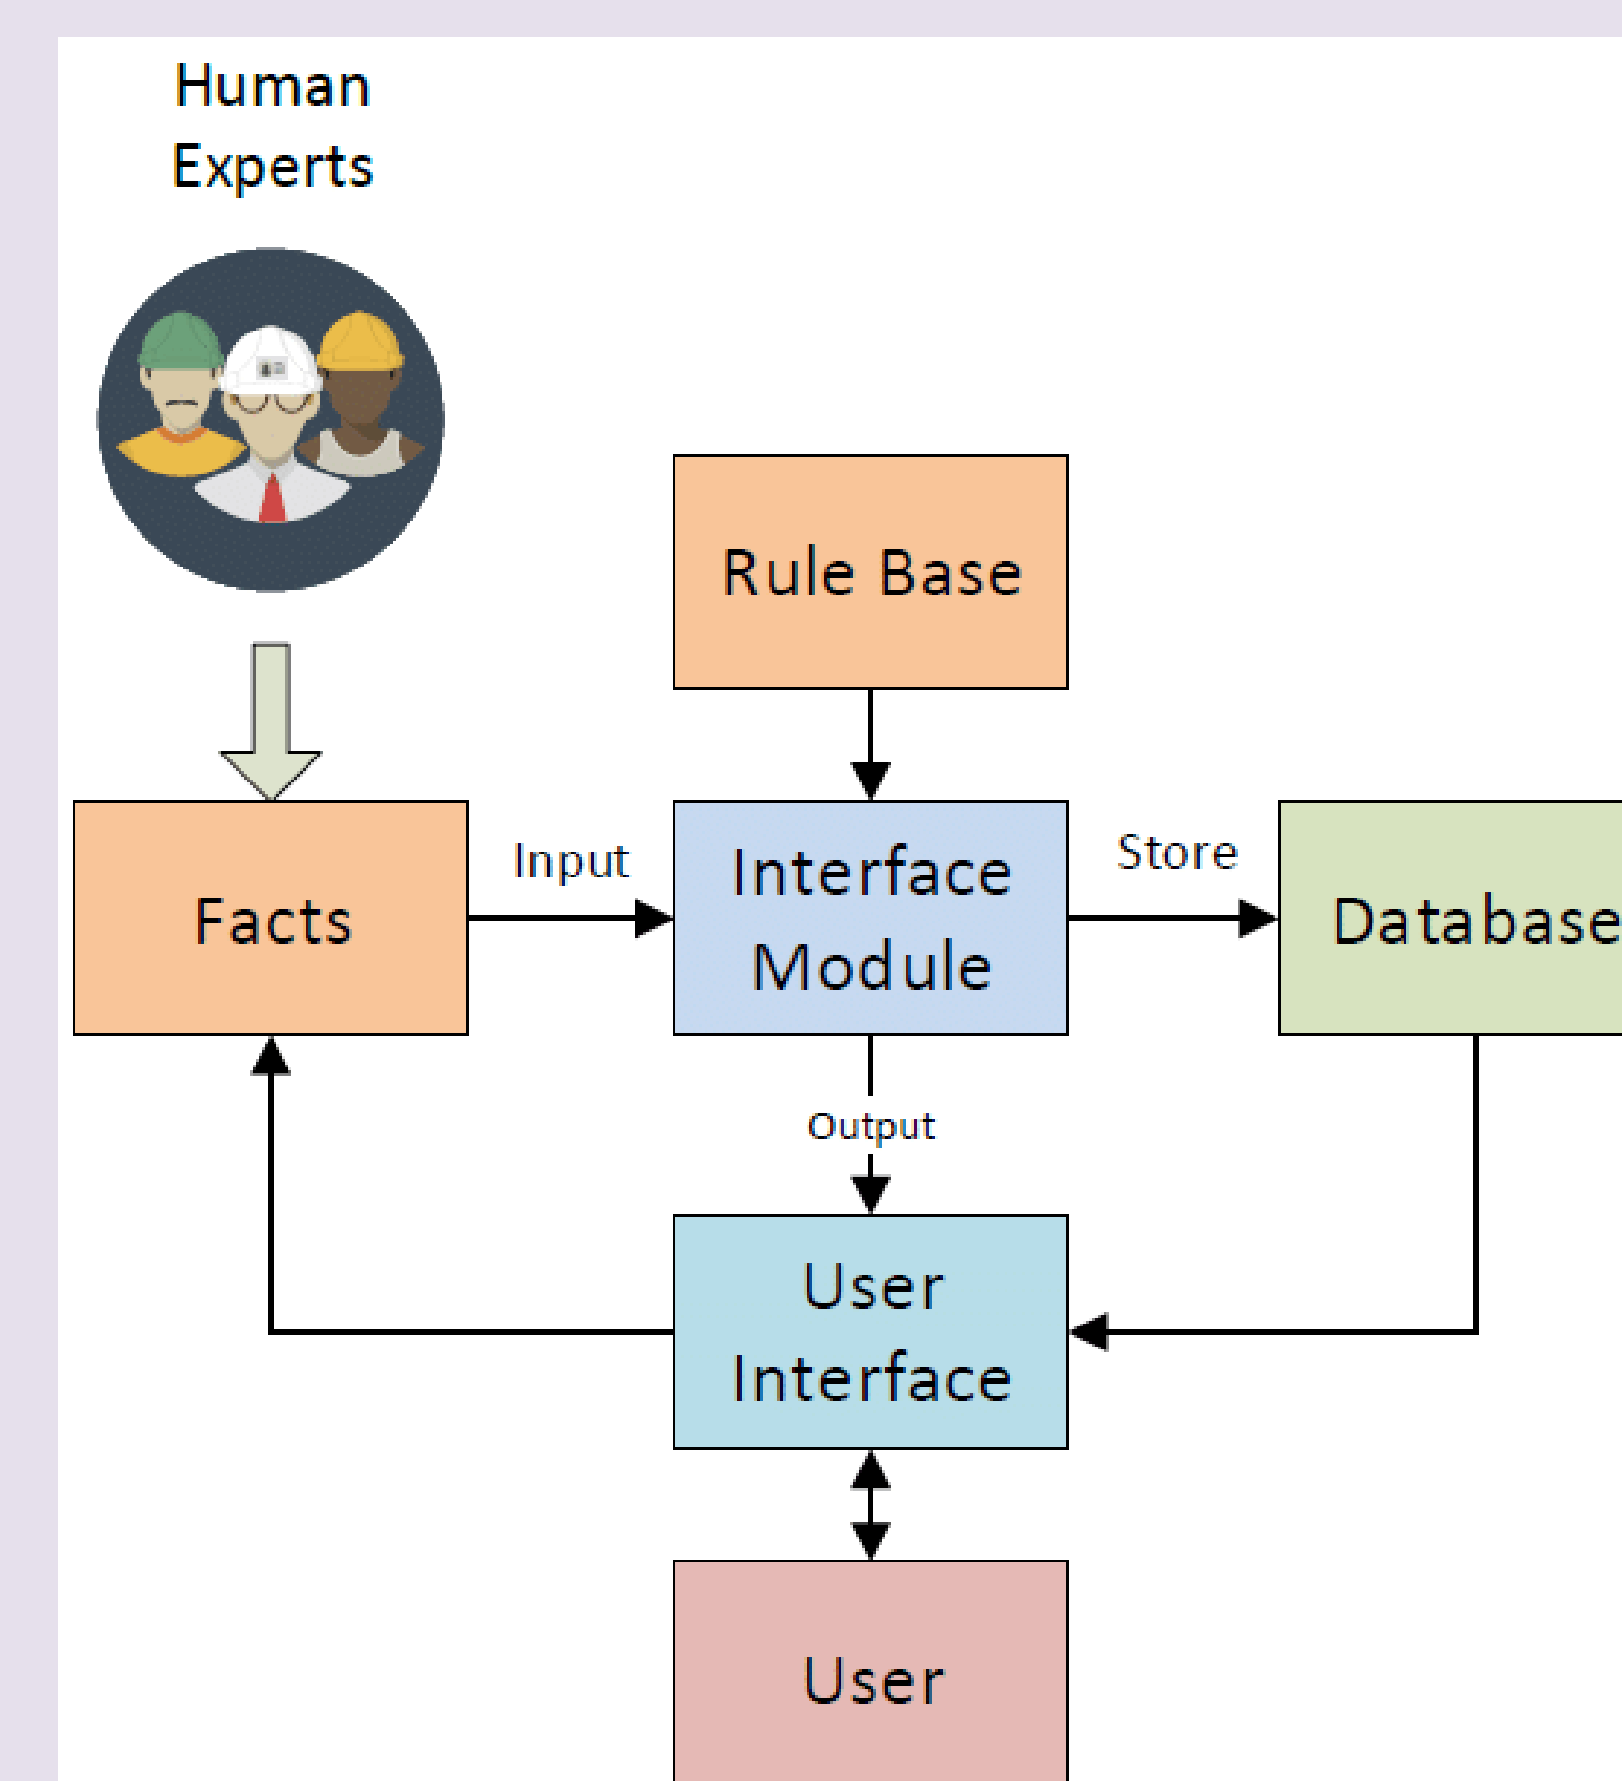 Human
Experts
Rule Base
Facts
Input
Interface
Module
Store
Database
Output
User
Interface
User